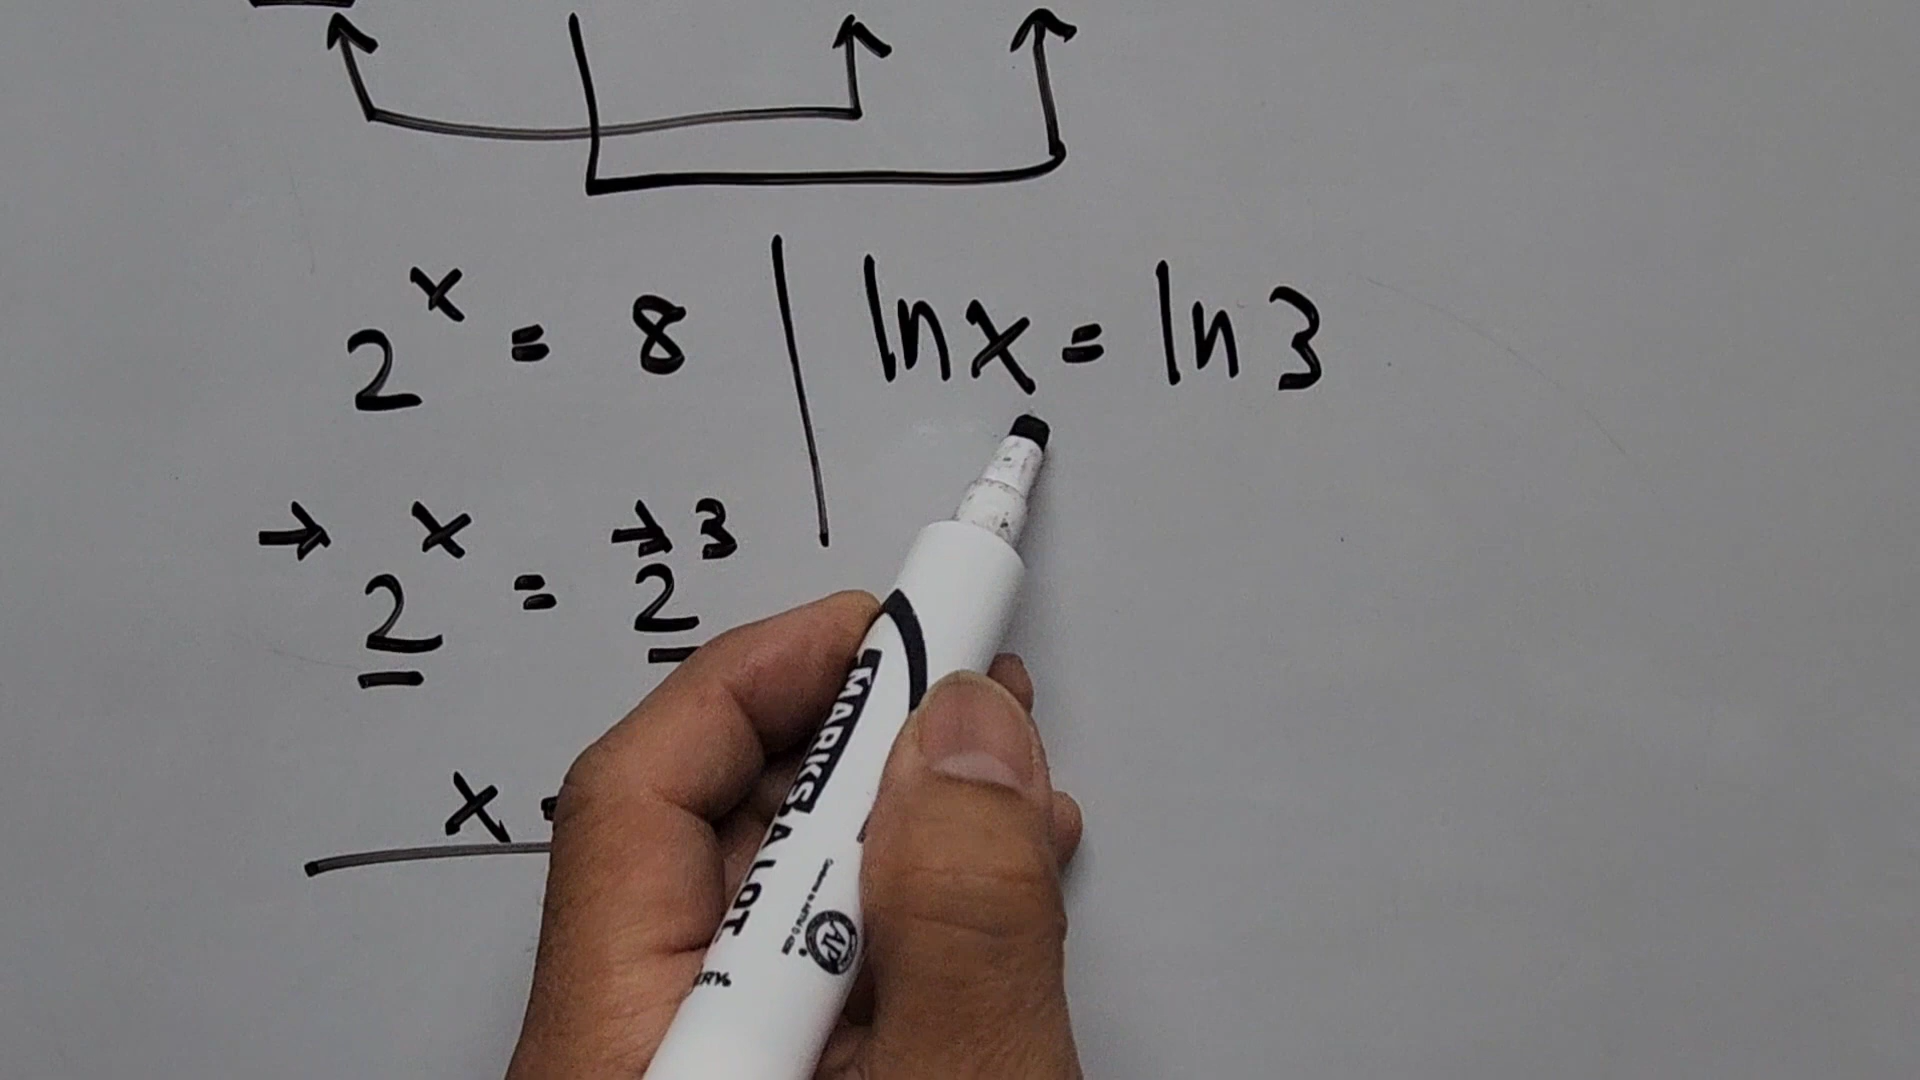 2^x = 8 | ln x = ln 3
→ 2^x = → 2^3
x
MARKS A LOT